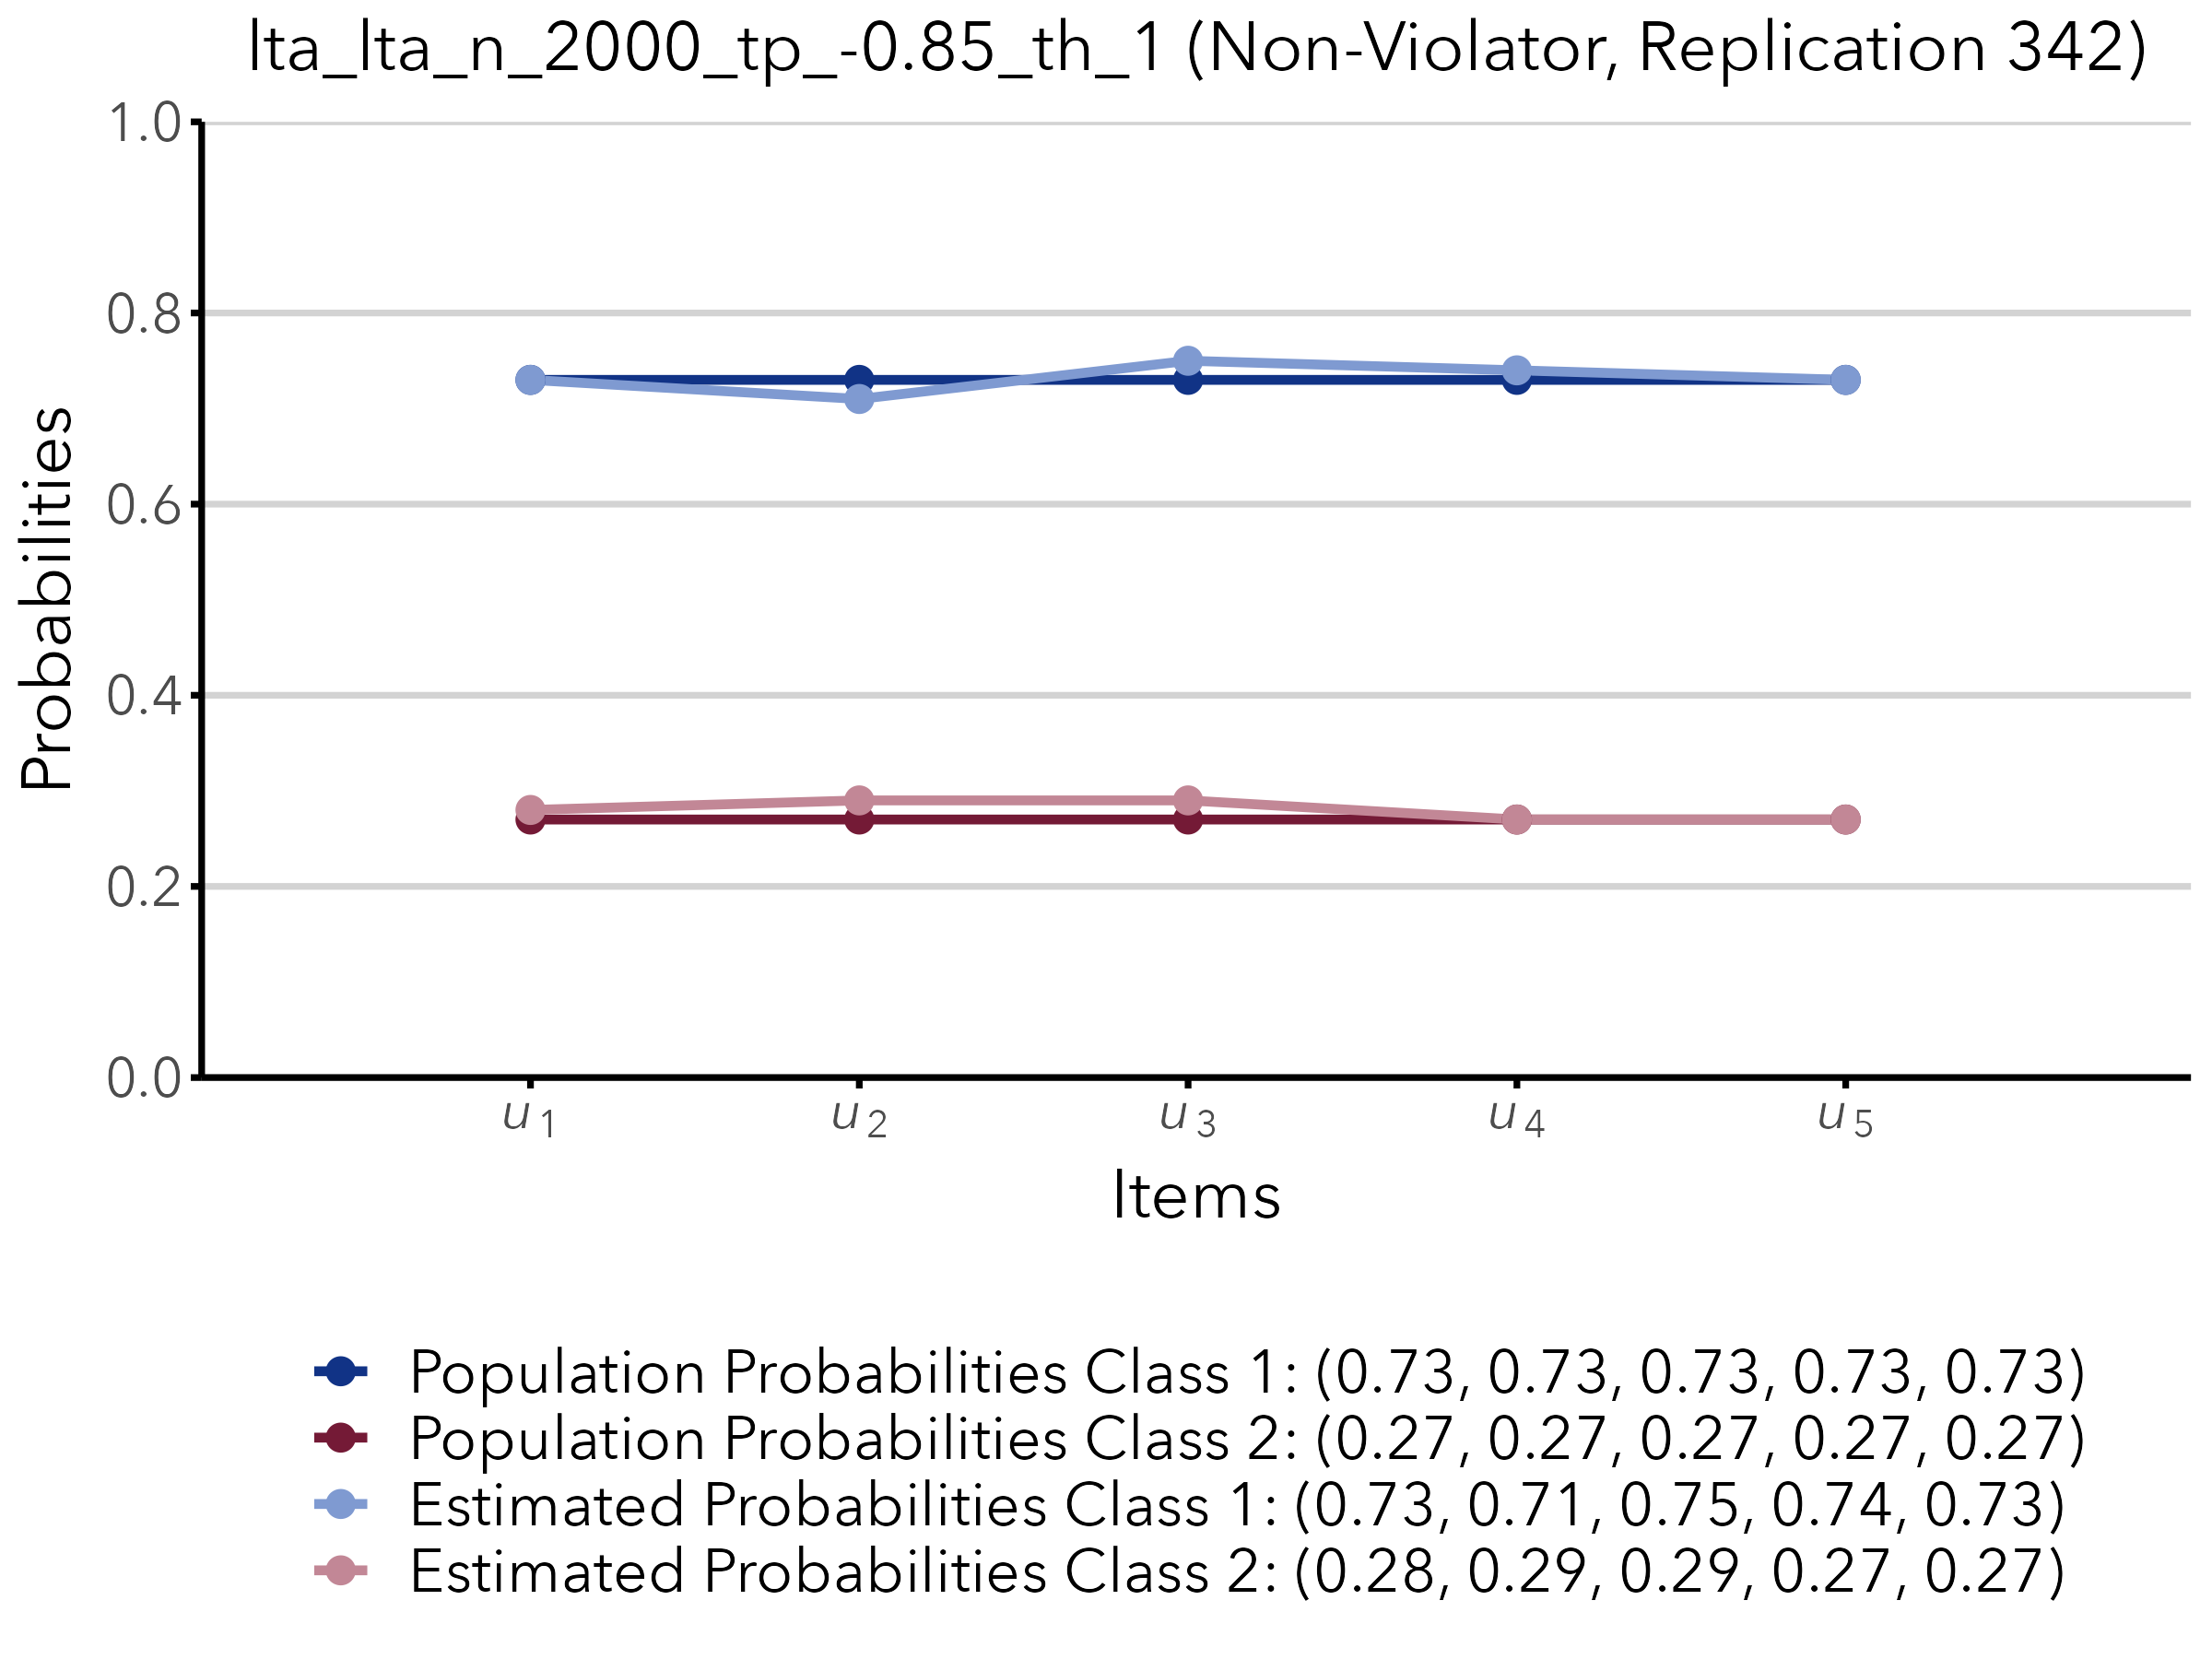 lta_lta_n_2000_tp_-0.85_th_1 (Non-Violator, Replication 342)
1.0
0.8
0.6
0.4
0.2
0.0
Probabilities
u1 u2 u3 u4 u5
Items
Population Probabilities Class 1: (0.73, 0.73, 0.73, 0.73, 0.73)
Population Probabilities Class 2: (0.27, 0.27, 0.27, 0.27, 0.27)
Estimated Probabilities Class 1: (0.73, 0.71, 0.75, 0.74, 0.73)
Estimated Probabilities Class 2: (0.28, 0.29, 0.29, 0.27, 0.27)